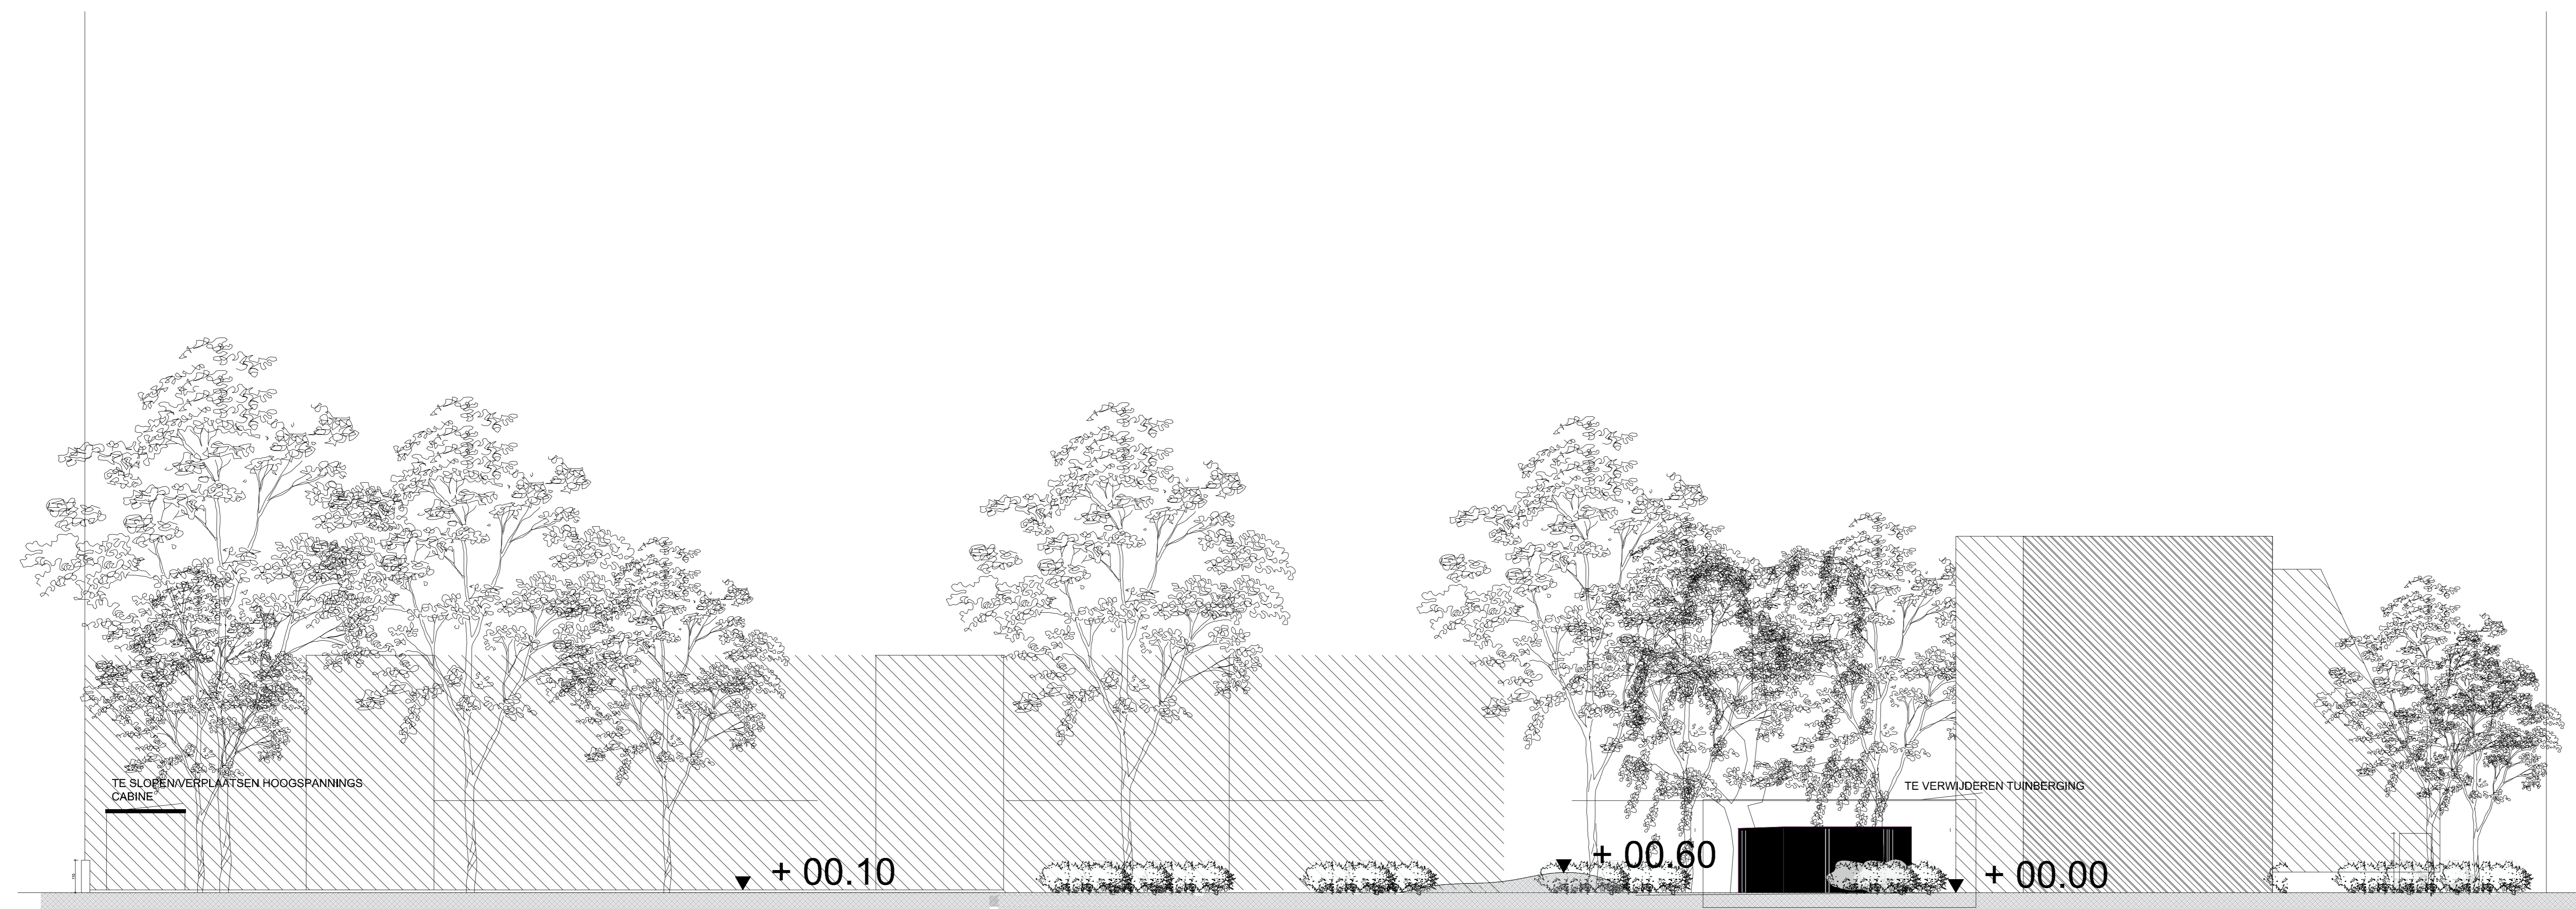 TE SLOPEN/VERPLAATSEN HOOGSPANNINGS
CABINE
TE VERWIJDEREN TUINBERGING
+ 00.10
+ 00.60
+ 00.00